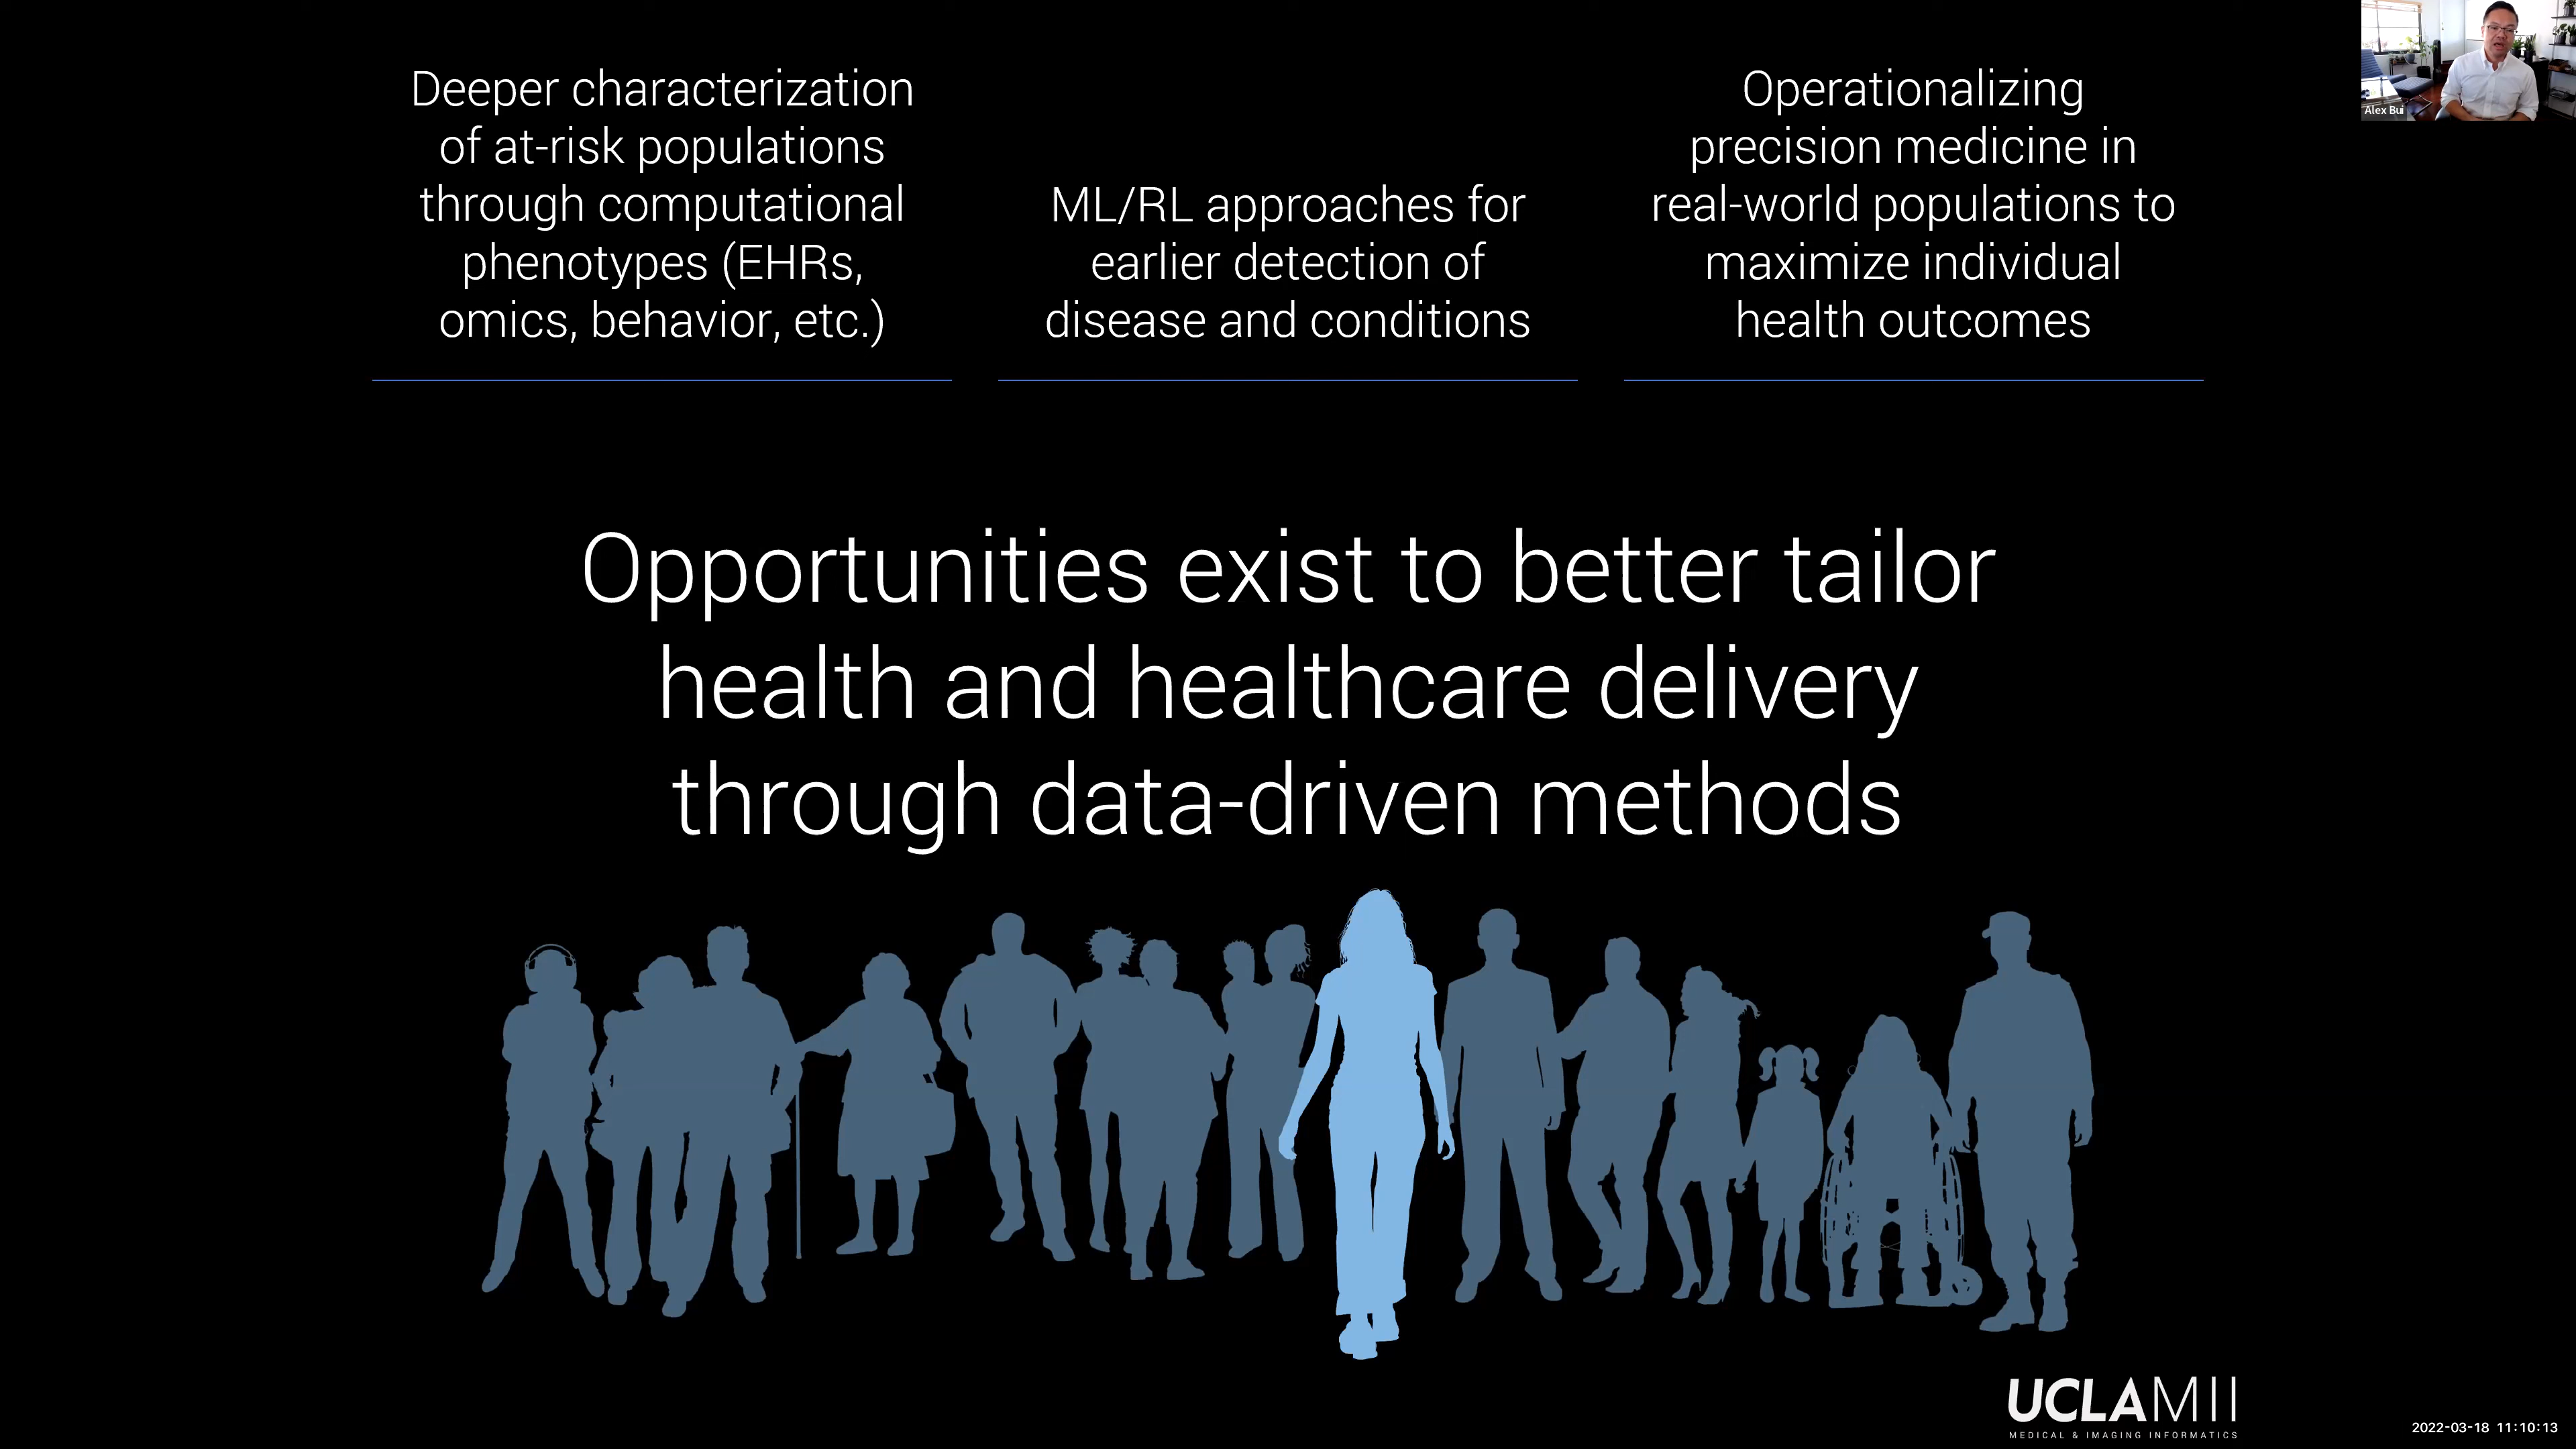 Deeper characterization
of at-risk populations
through computational
phenotypes (EHRs,
omics, behavior, etc.)
ML/RL approaches for
earlier detection of
disease and conditions
Operationalizing
precision medicine in
real-world populations to
maximize individual
health outcomes
Alex Bui
Opportunities exist to better tailor
health and healthcare delivery
through data-driven methods
UCLAMII
MEDICAL & IMAGING INFORMATICS
2022-03-18 11:10:13